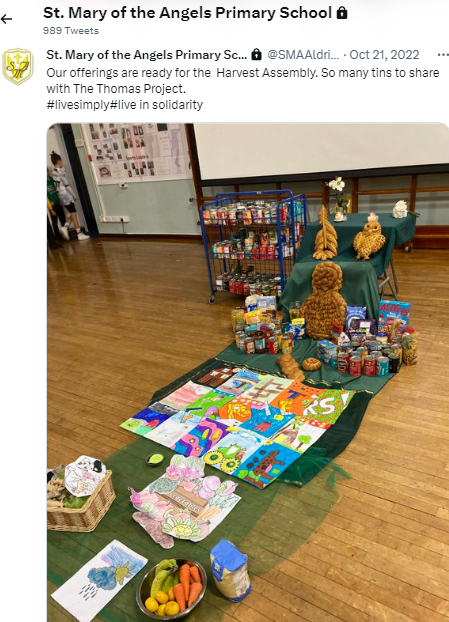 St. Mary of the Angels Primary School
989 Tweets
St. Mary of the Angels Primary Sc... @SMAAldri... · Oct 21, 2022 ...
Our offerings are ready for the Harvest Assembly. So many tins to share
with The Thomas Project.
#livesimply#live in solidarity